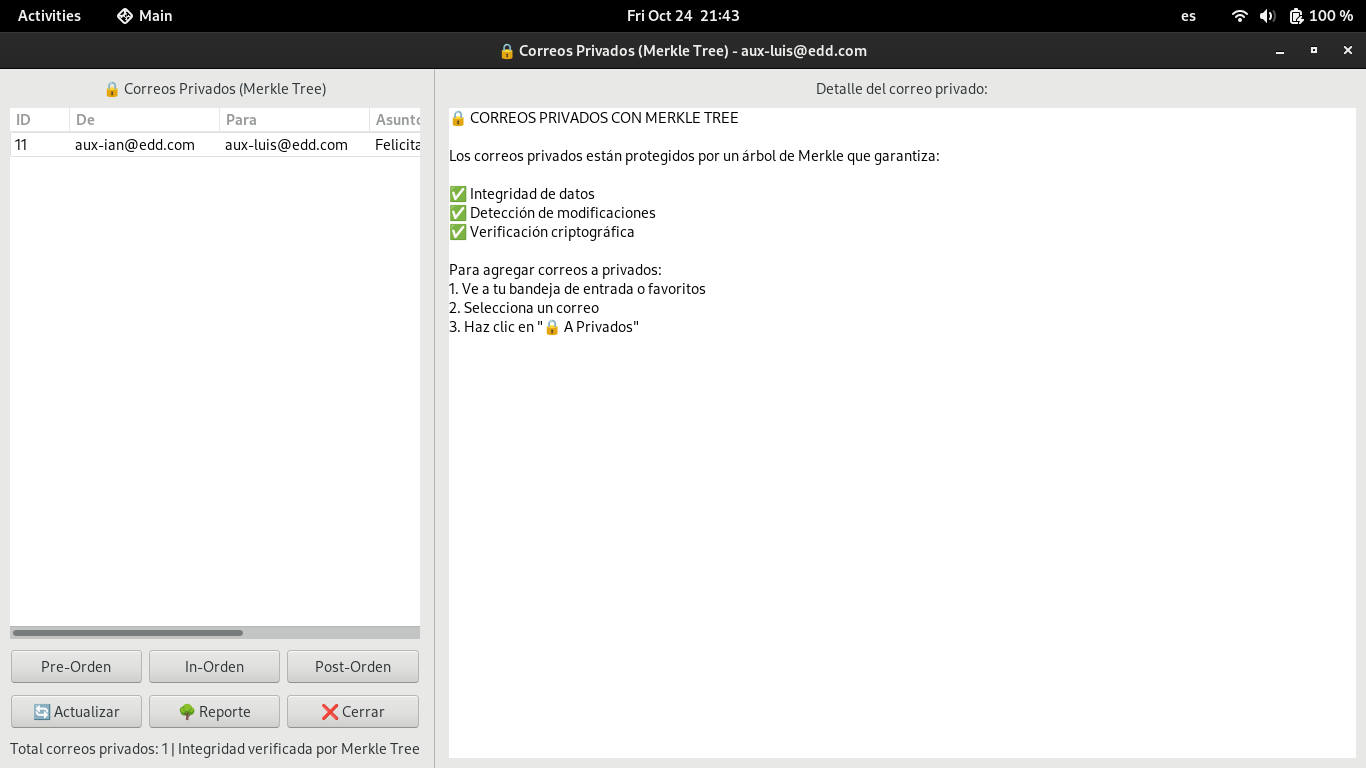 Activities Main Fri Oct 24 21:43 es 100 %
🔒 Correos Privados (Merkle Tree) - aux-luis@edd.com
🔒 Correos Privados (Merkle Tree)
ID De Para Asunto
11 aux-ian@edd.com aux-luis@edd.com Felicita
Pre-Orden In-Orden Post-Orden
🔄 Actualizar 🌳 Reporte ❌ Cerrar
Total correos privados: 1 | Integridad verificada por Merkle Tree
Detalle del correo privado:
🔒 CORREOS PRIVADOS CON MERKLE TREE
Los correos privados están protegidos por un árbol de Merkle que garantiza:
✅ Integridad de datos
✅ Detección de modificaciones
✅ Verificación criptográfica
Para agregar correos a privados:
1. Ve a tu bandeja de entrada o favoritos
2. Selecciona un correo
3. Haz clic en "🔒 A Privados"